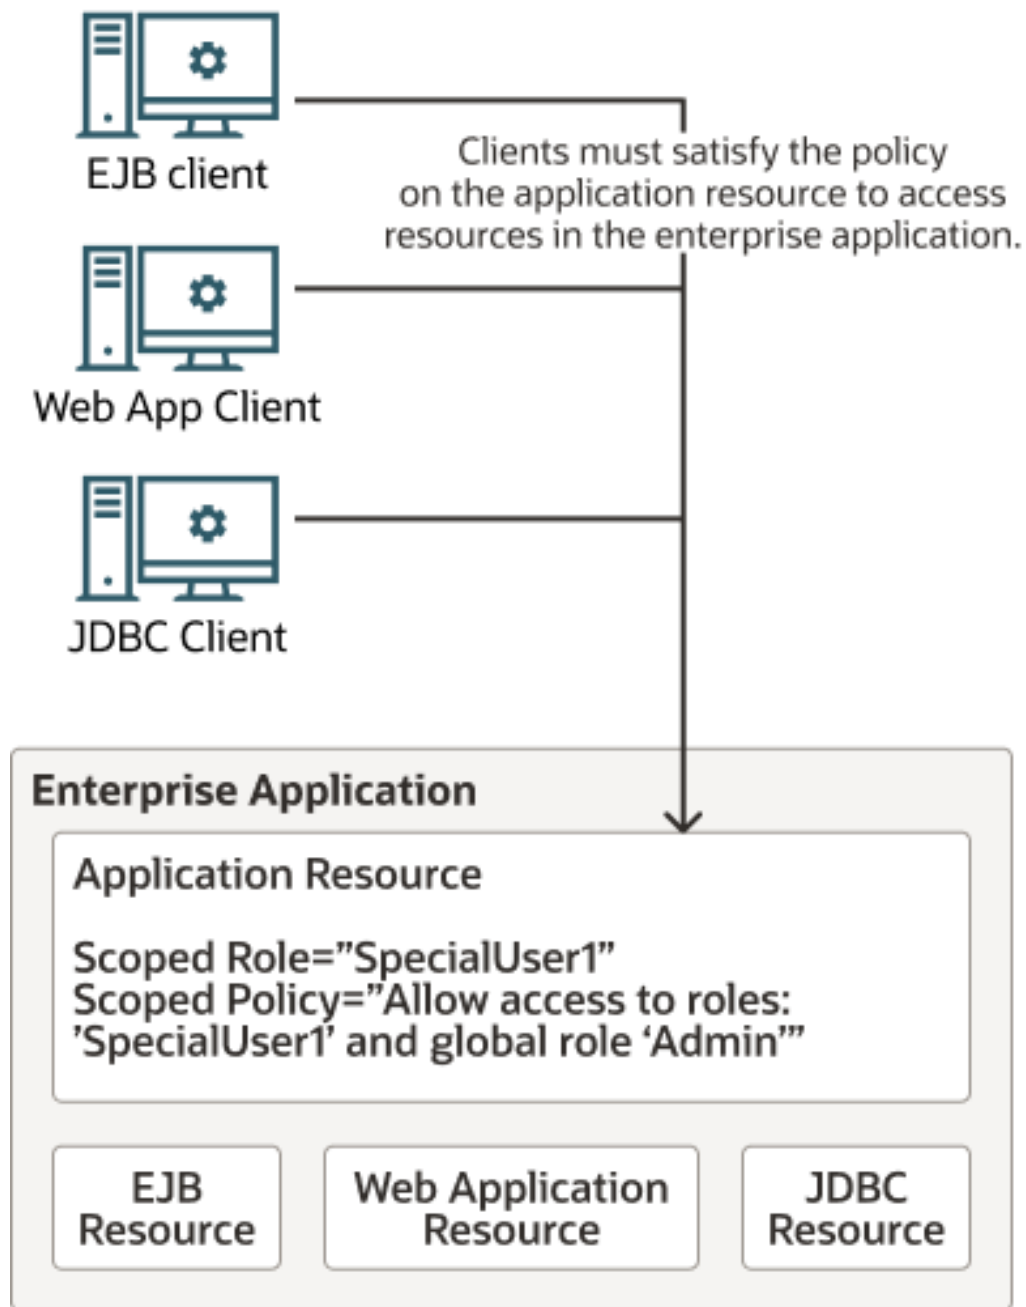 EJB client
Clients must satisfy the policy
on the application resource to access
resources in the enterprise application.
Web App Client
JDBC Client
Enterprise Application
Application Resource
Scoped Role=”SpecialUser1”
Scoped Policy=”Allow access to roles:
’SpecialUser1’ and global role ‘Admin’”
EJB
Resource
Web Application
Resource
JDBC
Resource